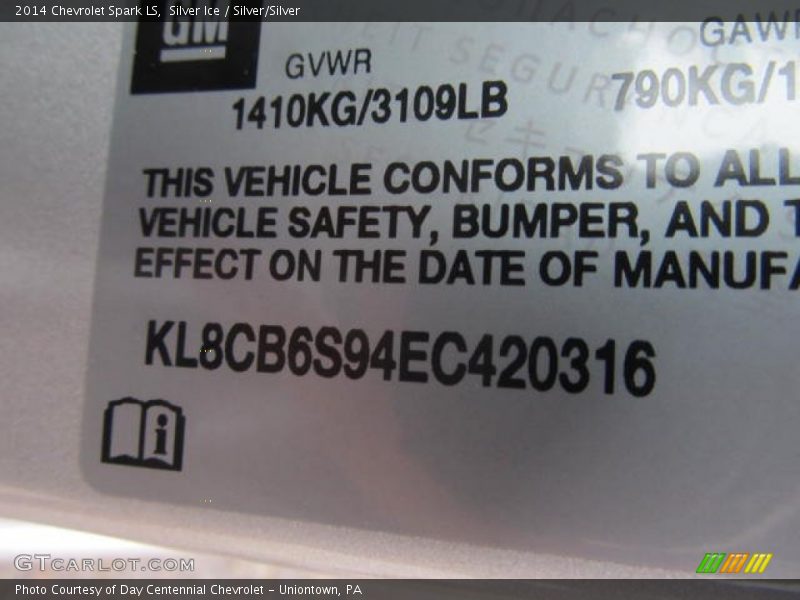 2014 Chevrolet Spark LS,  Silver Ice / Silver/Silver
GM
GVWR
1410KG/3109LB
790KG/1
THIS VEHICLE CONFORMS TO ALL
VEHICLE SAFETY, BUMPER, AND T
EFFECT ON THE DATE OF MANUFA
KL8CB6S94EC420316
i
GTCARLOT.COM
Photo Courtesy of Day Centennial Chevrolet - Uniontown, PA